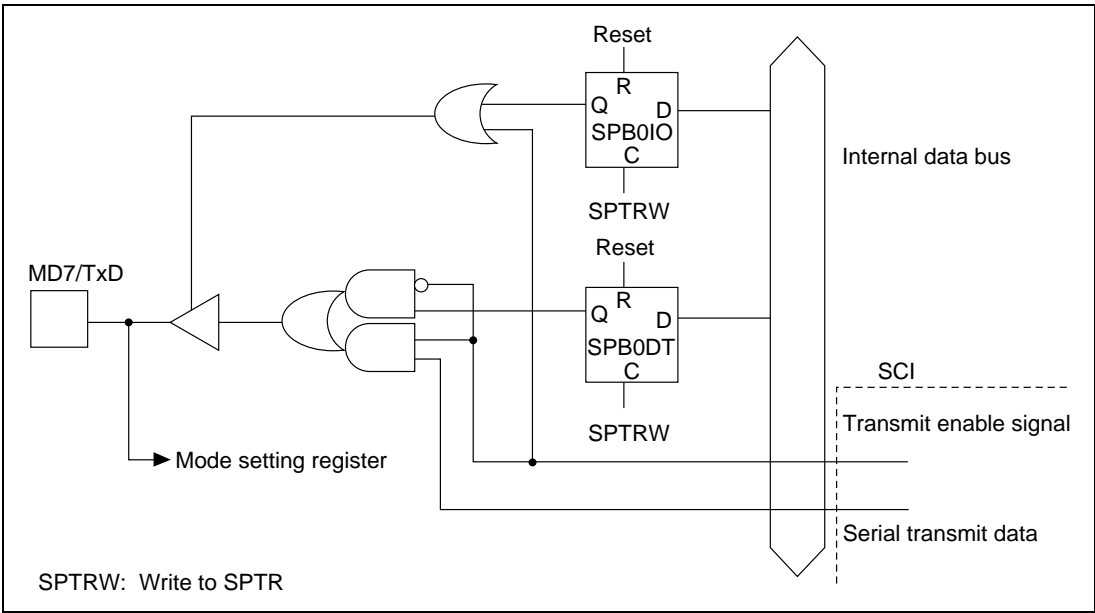 Reset
R
Q
D
SPB0IO
C
Internal data bus
SPTRW
Reset
MD7/TxD
R
Q
D
SPB0DT
C
SCI
Transmit enable signal
SPTRW
Mode setting register
Serial transmit data
SPTRW: Write to SPTR